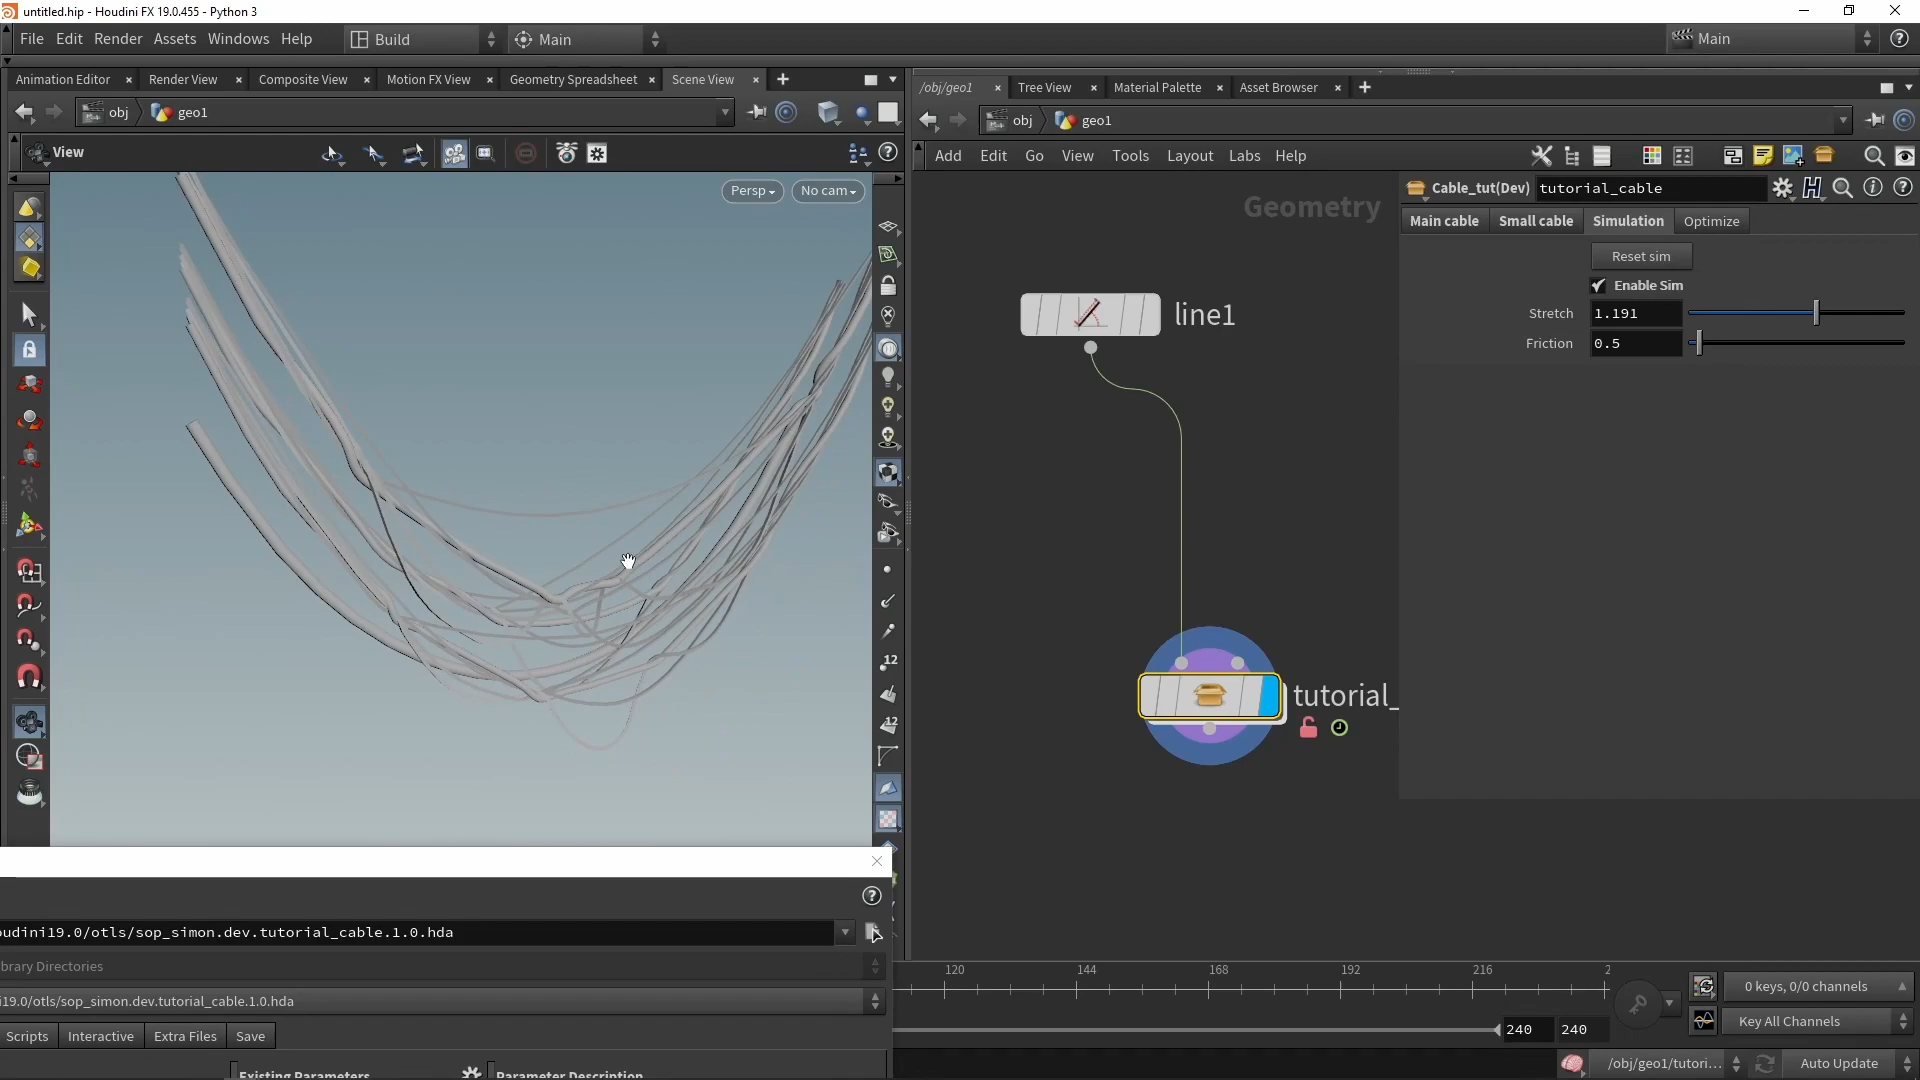 untitled.hip - Houdini FX 19.0.455 - Python 3
File Edit Render Assets Windows Help
Build
Main
Main
Animation Editor
Render View
Composite View
Motion FX View
Geometry Spreadsheet
Scene View
obj
geo1
View
Persp
No cam
12
12
/obj/geo1
Tree View
Material Palette
Asset Browser
obj
geo1
Add Edit Go View Tools Layout Labs Help
Geometry
line1
tutorial_
Cable_tut(Dev)
tutorial_cable
Main cable
Small cable
Simulation
Optimize
Reset sim
Enable Sim
Stretch 1.191
Friction 0.5
oudini19.0/otls/sop_simon.dev.tutorial_cable.1.0.hda
brary Directories
i19.0/otls/sop_simon.dev.tutorial_cable.1.0.hda
Scripts
Interactive
Extra Files
Save
Existing Parameters
Parameter Description
120 144 168 192 216 2
240
240
0 keys, 0/0 channels
Key All Channels
/obj/geo1/tutori...
Auto Update